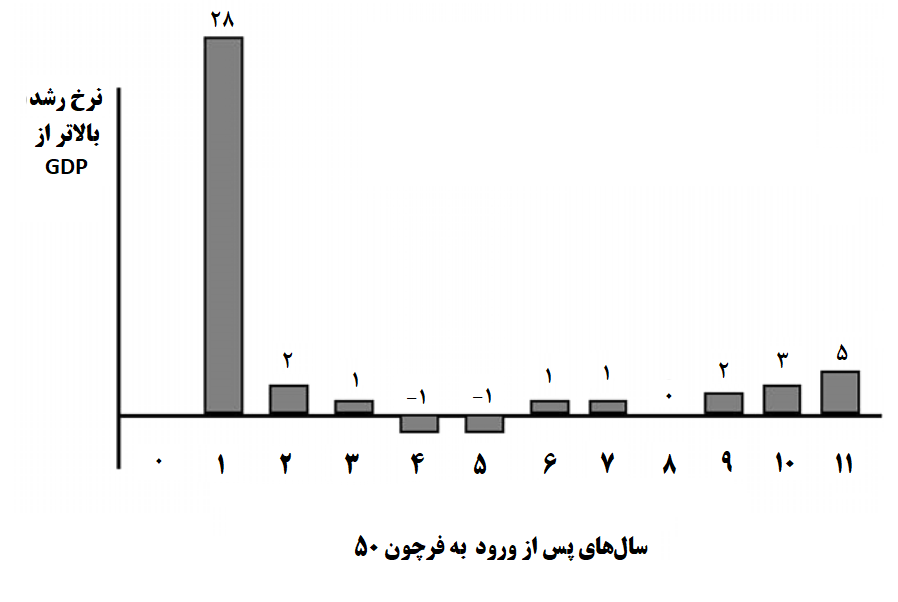 ۲۸
نرخ رشد
بالاتر از
GDP
۲ ۱ −۱ −۱ ۱ ۱ ۰ ۲ ۳ ۵
۰ ۱ ۲ ۳ ۴ ۵ ۶ ۷ ۸ ۹ ۱۰ ۱۱
سال‌های پس از ورود به فرچون ۵۰